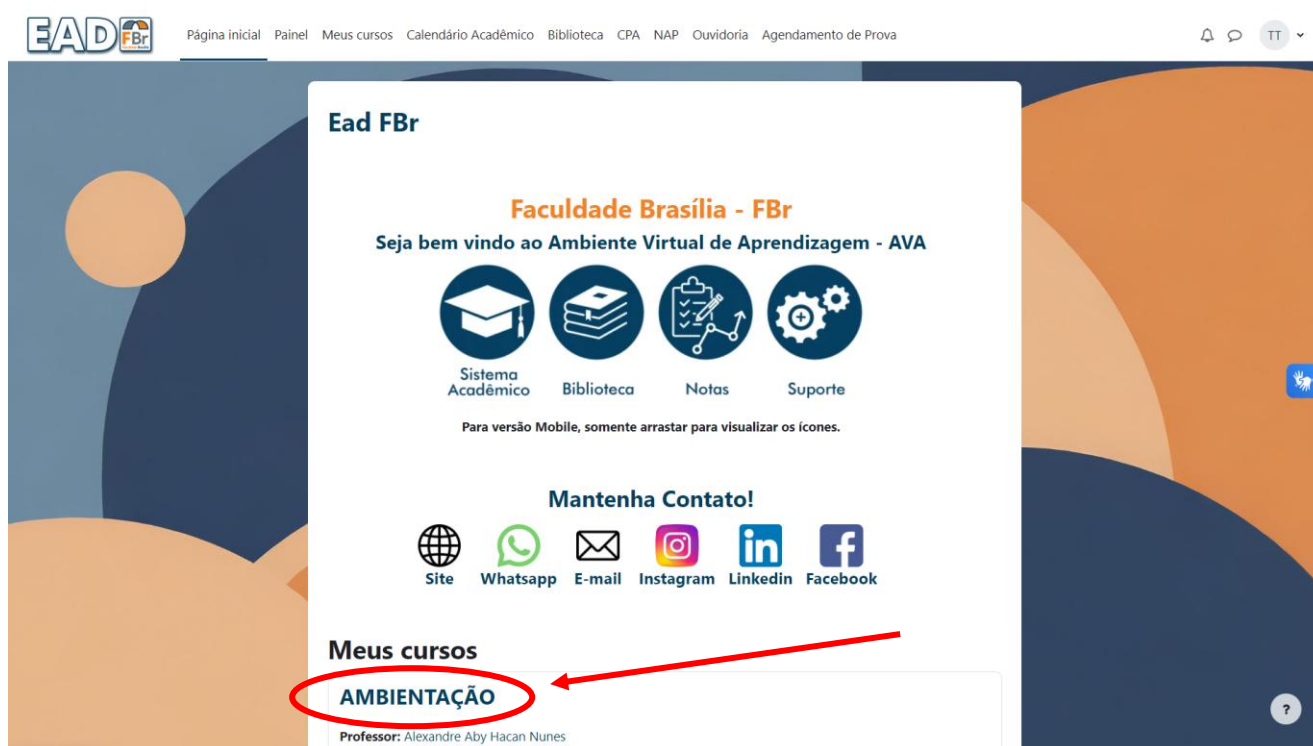 EAD FBr
Página inicial Painel Meus cursos Calendário Acadêmico Biblioteca CPA NAP Ouvidoria Agendamento de Prova
TT
Ead FBr
Faculdade Brasília - FBr
Seja bem vindo ao Ambiente Virtual de Aprendizagem - AVA
Sistema Acadêmico
Biblioteca
Notas
Suporte
Para versão Mobile, somente arrastar para visualizar os ícones.
Mantenha Contato!
Site Whatsapp E-mail Instagram Linkedin Facebook
Meus cursos
AMBIENTAÇÃO
Professor: Alexandre Aby Hacan Nunes
?